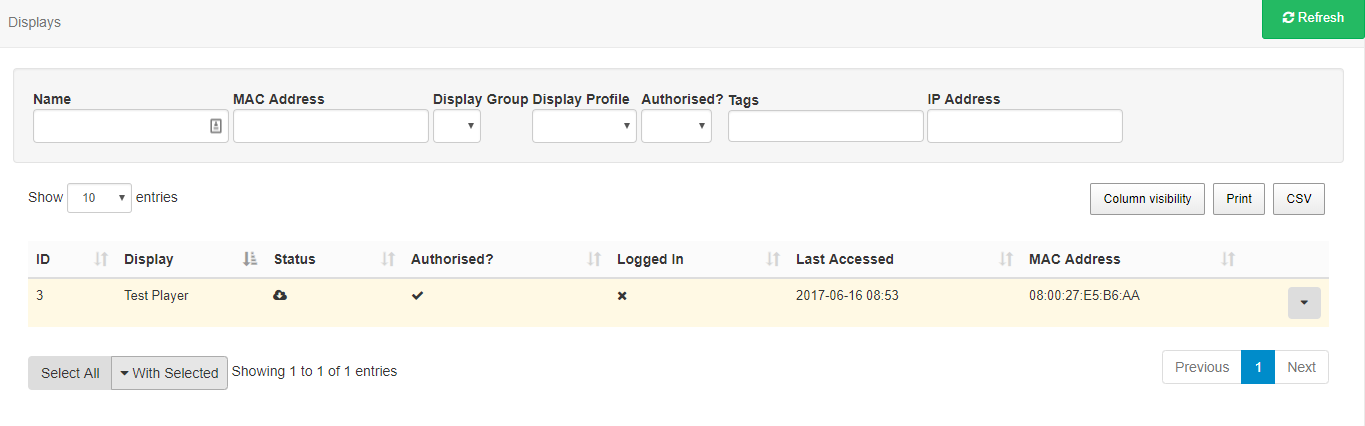 Displays
Refresh
Name MAC Address Display Group Display Profile Authorised? Tags IP Address
Show 10 entries
Column visibility Print CSV
ID Display Status Authorised? Logged In Last Accessed MAC Address
3 Test Player 2017-06-16 08:53 08:00:27:E5:B6:AA
Select All With Selected Showing 1 to 1 of 1 entries
Previous 1 Next